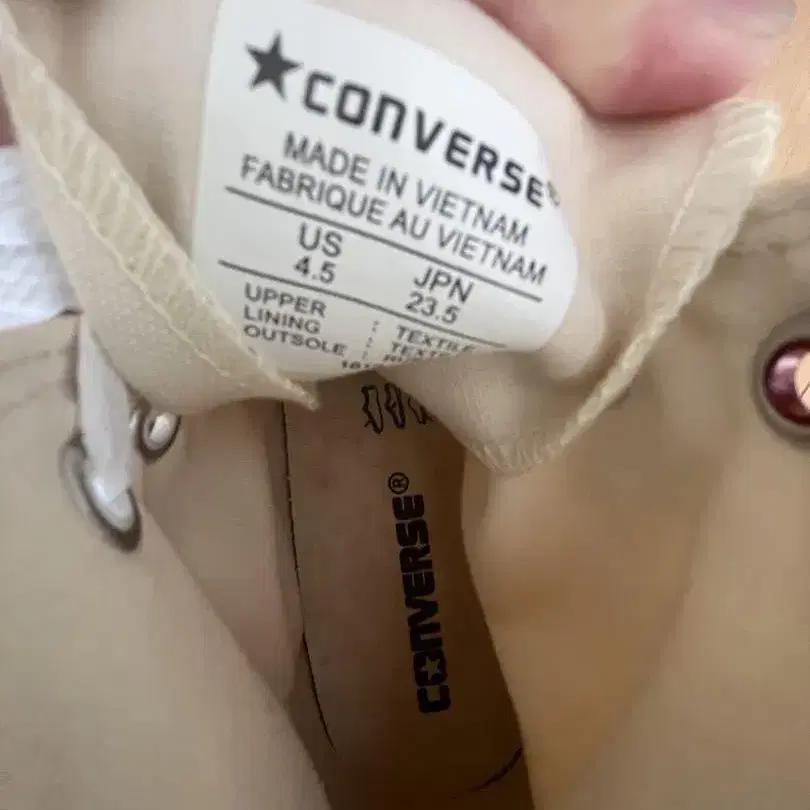 ★CONVERSE®
MADE IN VIETNAM
FABRIQUE AU VIETNAM
US JPN
4.5 23.5
UPPER : TEXTILE
LINING :
OUTSOLE :
CONVERSE®